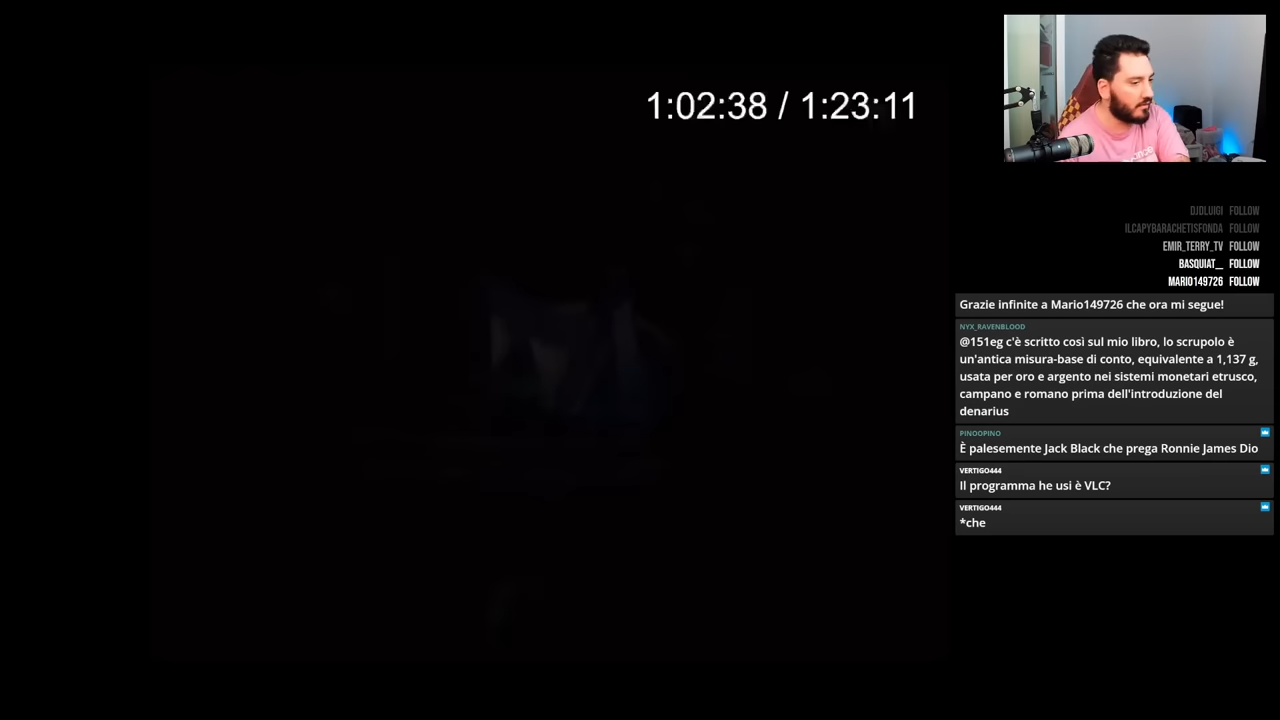 1:02:38 / 1:23:11
DJDLUIGI FOLLOW
ILCAPYBARACHETISFONDA FOLLOW
EMIR_TERRY_TV FOLLOW
BASQUIAT__ FOLLOW
MARIO149726 FOLLOW
Grazie infinite a Mario149726 che ora mi segue!
NYX_RAVENBLOOD
@151eg c'è scritto così sul mio libro, lo scrupolo è
un'antica misura-base di conto, equivalente a 1,137 g,
usata per oro e argento nei sistemi monetari etrusco,
campano e romano prima dell'introduzione del
denarius
PINOOPINO
È palesemente Jack Black che prega Ronnie James Dio
VERTIGO444
Il programma he usi è VLC?
VERTIGO444
*che